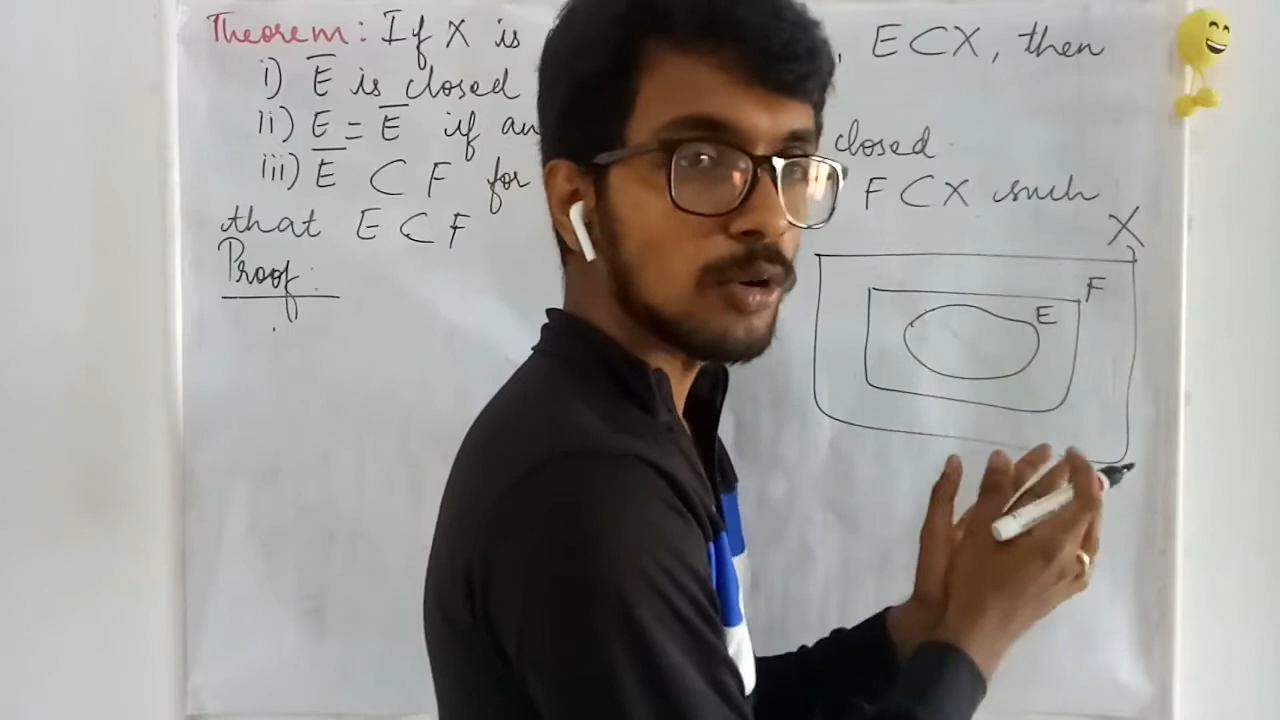 Theorem: If X is , E ⊂ X, then
i) E̅ is closed
ii) E = E̅ if an closed.
iii) E̅ ⊂ F for F ⊂ X such
that E ⊂ F
Proof:
X
F
E